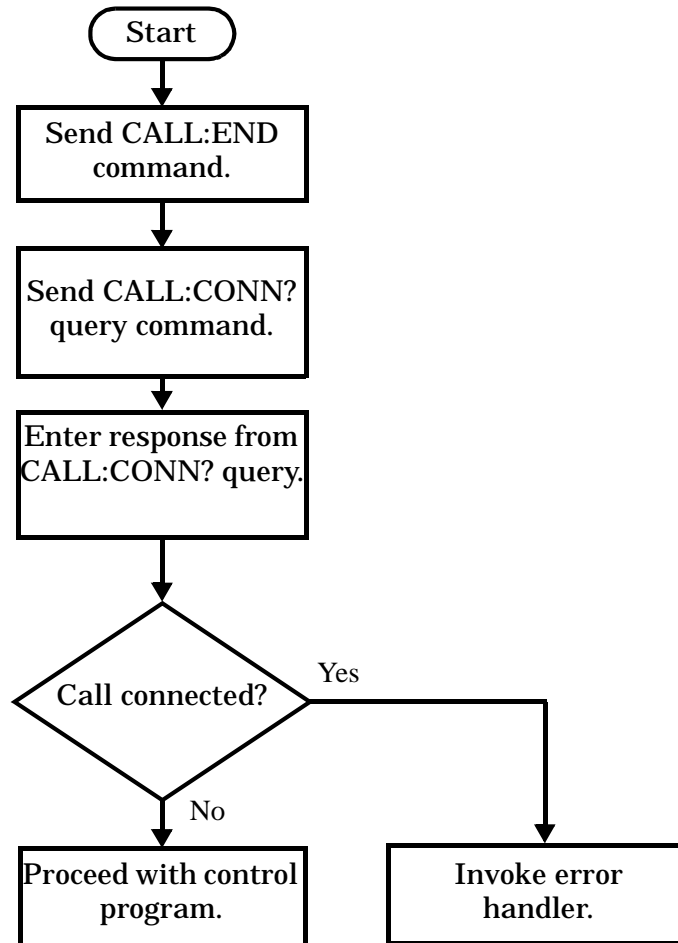 Start
Send CALL:END
command.
Send CALL:CONN?
query command.
Enter response from
CALL:CONN? query.
Call connected?
Yes
No
Proceed with control
program.
Invoke error
handler.